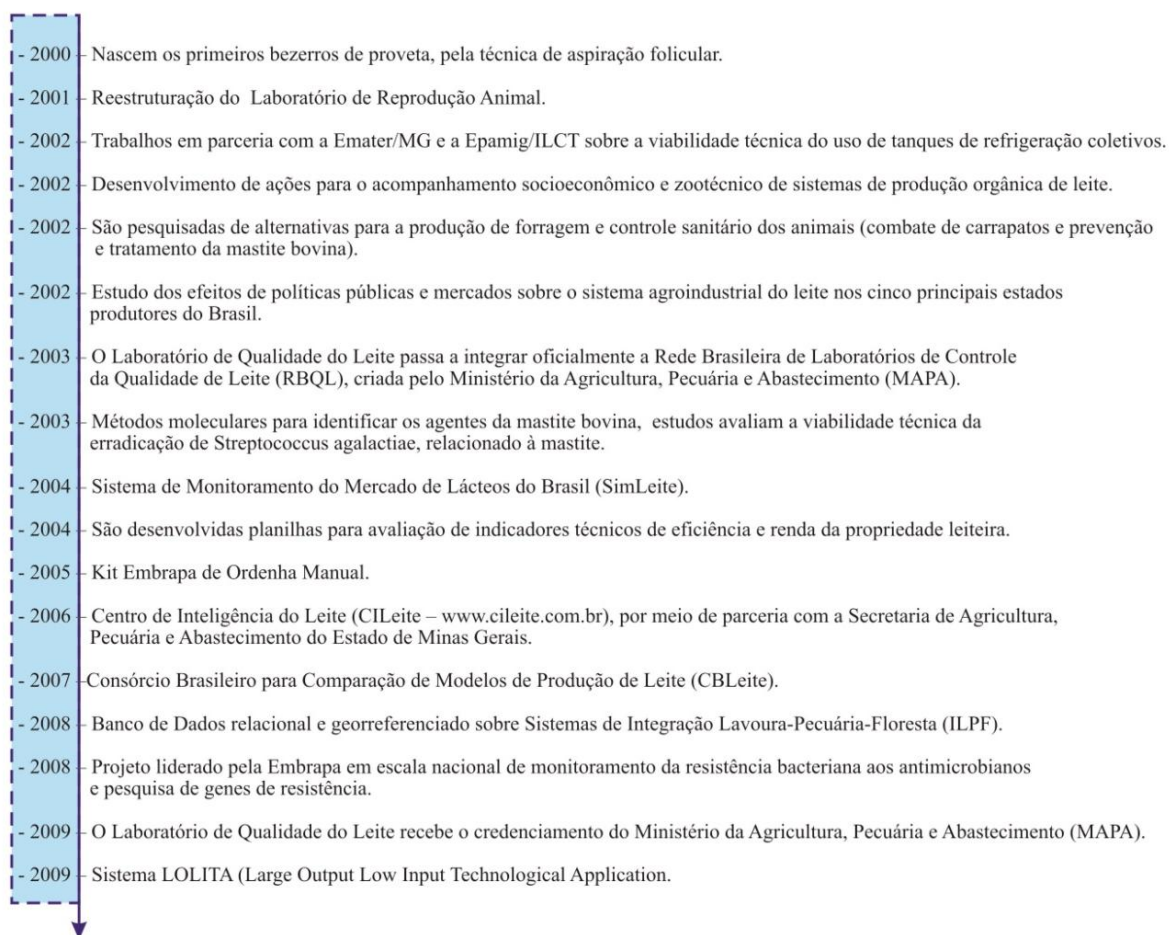 - 2000 - Nascem os primeiros bezerros de proveta, pela técnica de aspiração folicular.
- 2001 - Reestruturação do Laboratório de Reprodução Animal.
- 2002 - Trabalhos em parceria com a Emater/MG e a Epamig/ILCT sobre a viabilidade técnica do uso de tanques de refrigeração coletivos.
- 2002 - Desenvolvimento de ações para o acompanhamento socioeconômico e zootécnico de sistemas de produção orgânica de leite.
- 2002 - São pesquisadas de alternativas para a produção de forragem e controle sanitário dos animais (combate de carrapatos e prevenção
e tratamento da mastite bovina).
- 2002 - Estudo dos efeitos de políticas públicas e mercados sobre o sistema agroindustrial do leite nos cinco principais estados
produtores do Brasil.
- 2003 - O Laboratório de Qualidade do Leite passa a integrar oficialmente a Rede Brasileira de Laboratórios de Controle
da Qualidade de Leite (RBQL), criada pelo Ministério da Agricultura, Pecuária e Abastecimento (MAPA).
- 2003 - Métodos moleculares para identificar os agentes da mastite bovina, estudos avaliam a viabilidade técnica da
erradicação de Streptococcus agalactiae, relacionado à mastite.
- 2004 - Sistema de Monitoramento do Mercado de Lácteos do Brasil (SimLeite).
- 2004 - São desenvolvidas planilhas para avaliação de indicadores técnicos de eficiência e renda da propriedade leiteira.
- 2005 - Kit Embrapa de Ordenha Manual.
- 2006 - Centro de Inteligência do Leite (CILeite – www.cileite.com.br), por meio de parceria com a Secretaria de Agricultura,
Pecuária e Abastecimento do Estado de Minas Gerais.
- 2007 - Consórcio Brasileiro para Comparação de Modelos de Produção de Leite (CBLeite).
- 2008 - Banco de Dados relacional e georreferenciado sobre Sistemas de Integração Lavoura-Pecuária-Floresta (ILPF).
- 2008 - Projeto liderado pela Embrapa em escala nacional de monitoramento da resistência bacteriana aos antimicrobianos
e pesquisa de genes de resistência.
- 2009 - O Laboratório de Qualidade do Leite recebe o credenciamento do Ministério da Agricultura, Pecuária e Abastecimento (MAPA).
- 2009 - Sistema LOLITA (Large Output Low Input Technological Application.